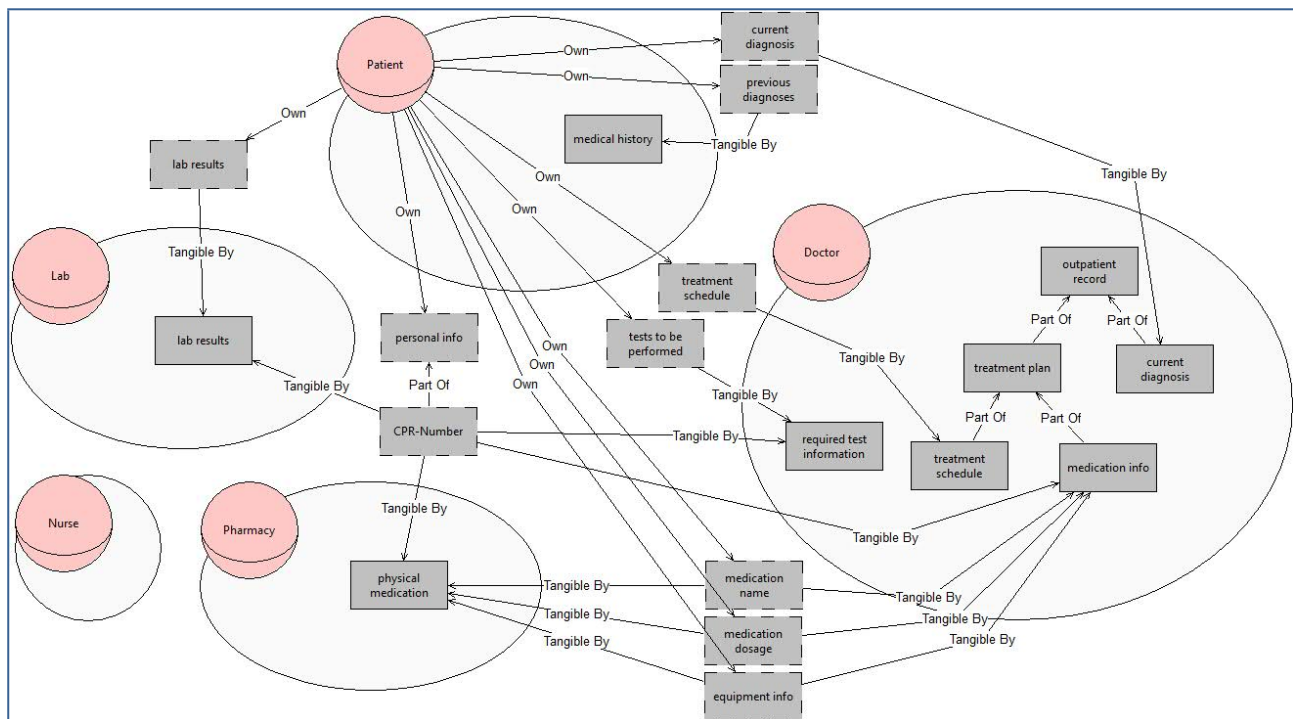 current
diagnosis
Patient
Own
Own
previous
diagnoses
Own
medical history
Tangible By
lab results
Own
Tangible By
Own
Own
Doctor
Tangible By
Lab
treatment
schedule
outpatient
record
personal info
tests to be
performed
Own
Part Of
Part Of
lab results
Own
Tangible By
treatment plan
current
diagnosis
Tangible By
Part Of
Own
Tangible By
Part Of
Part Of
CPR-Number
Tangible By
required test
information
treatment
schedule
medication info
Nurse
Pharmacy
Tangible By
Tangible By
physical
medication
Tangible By
medication
name
Tangible By
Tangible By
medication
dosage
Tangible By
Tangible By
Tangible By
equipment info